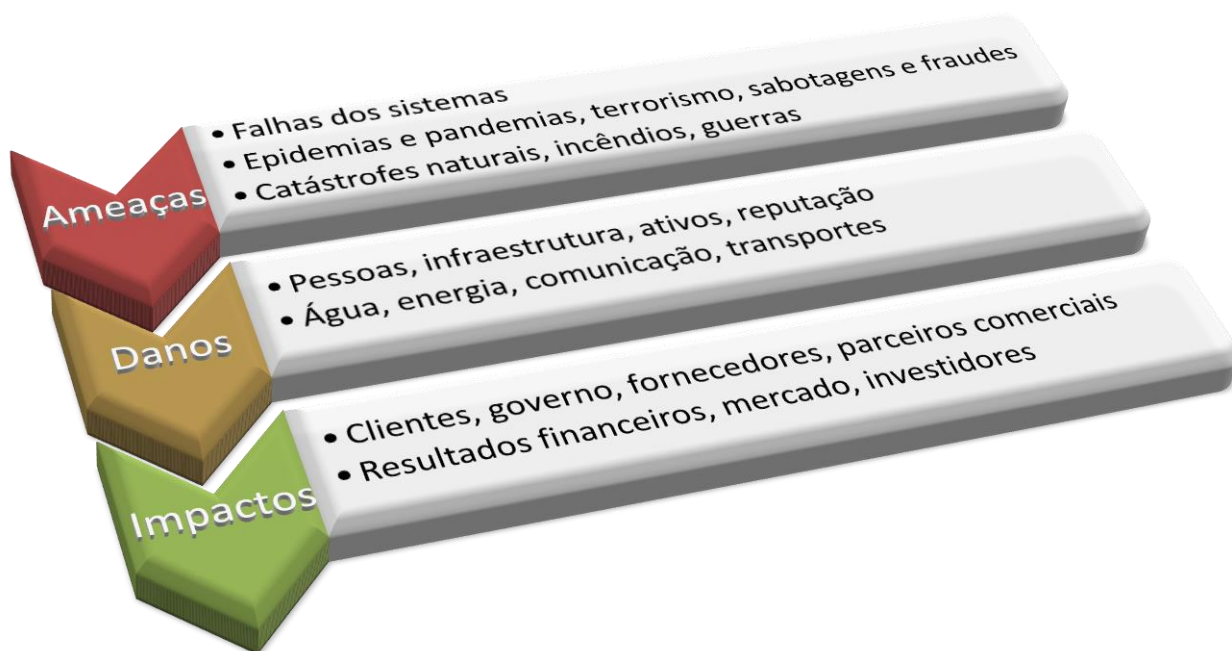 Ameaças
• Falhas dos sistemas
• Epidemias e pandemias, terrorismo, sabotagens e fraudes
• Catástrofes naturais, incêndios, guerras
Danos
• Pessoas, infraestrutura, ativos, reputação
• Água, energia, comunicação, transportes
Impactos
• Clientes, governo, fornecedores, parceiros comerciais
• Resultados financeiros, mercado, investidores